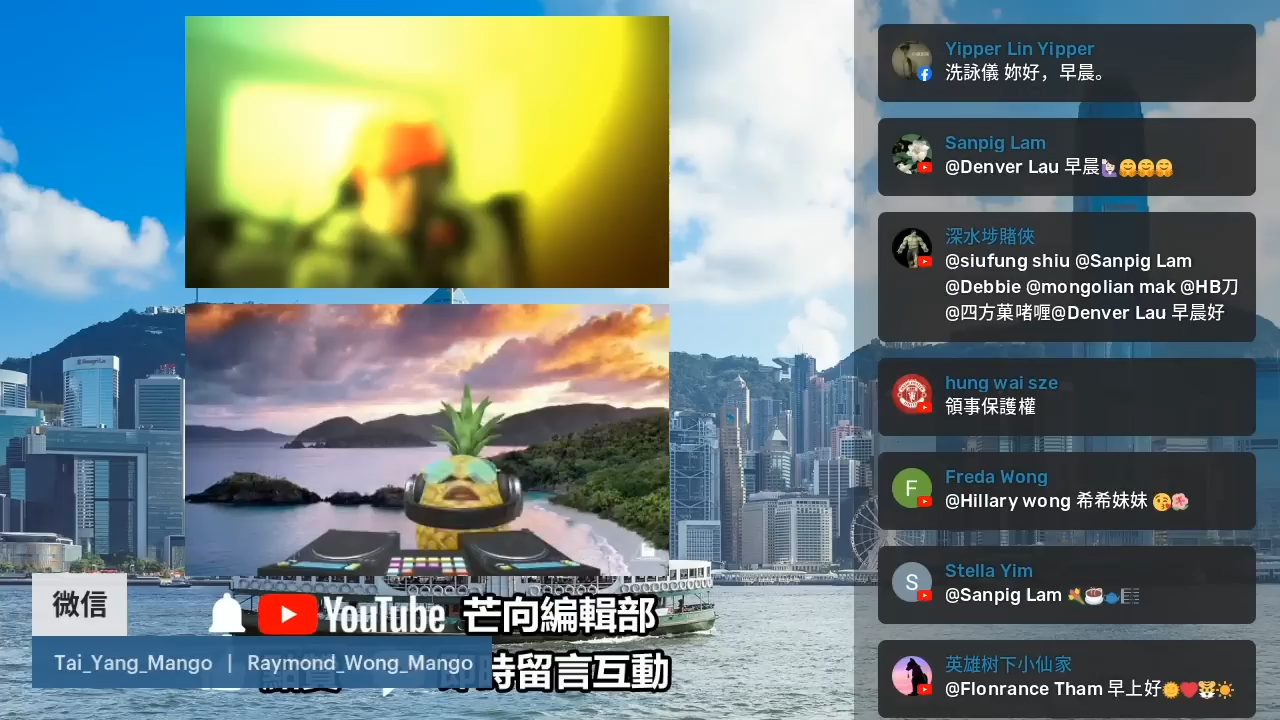 Yipper Lin Yipper
洗詠儀 妳好，早晨。
Sanpig Lam
@Denver Lau 早晨🙋🏻‍♀️🤗🤗🤗
深水埗賭俠
@siufung shiu @Sanpig Lam
@Debbie @mongolian mak @HB刀
@四方菓啫喱@Denver Lau 早晨好
hung wai sze
領事保護權
F
Freda Wong
@Hillary wong 希希妹妹 😘🌸
S
Stella Yim
@Sanpig Lam
英雄树下小仙家
@Flonrance Tham 早上好🌞❤️🐯☀️
微信
YouTube 芒向編輯部
Tai_Yang_Mango | Raymond_Wong_Mango
時留言互動